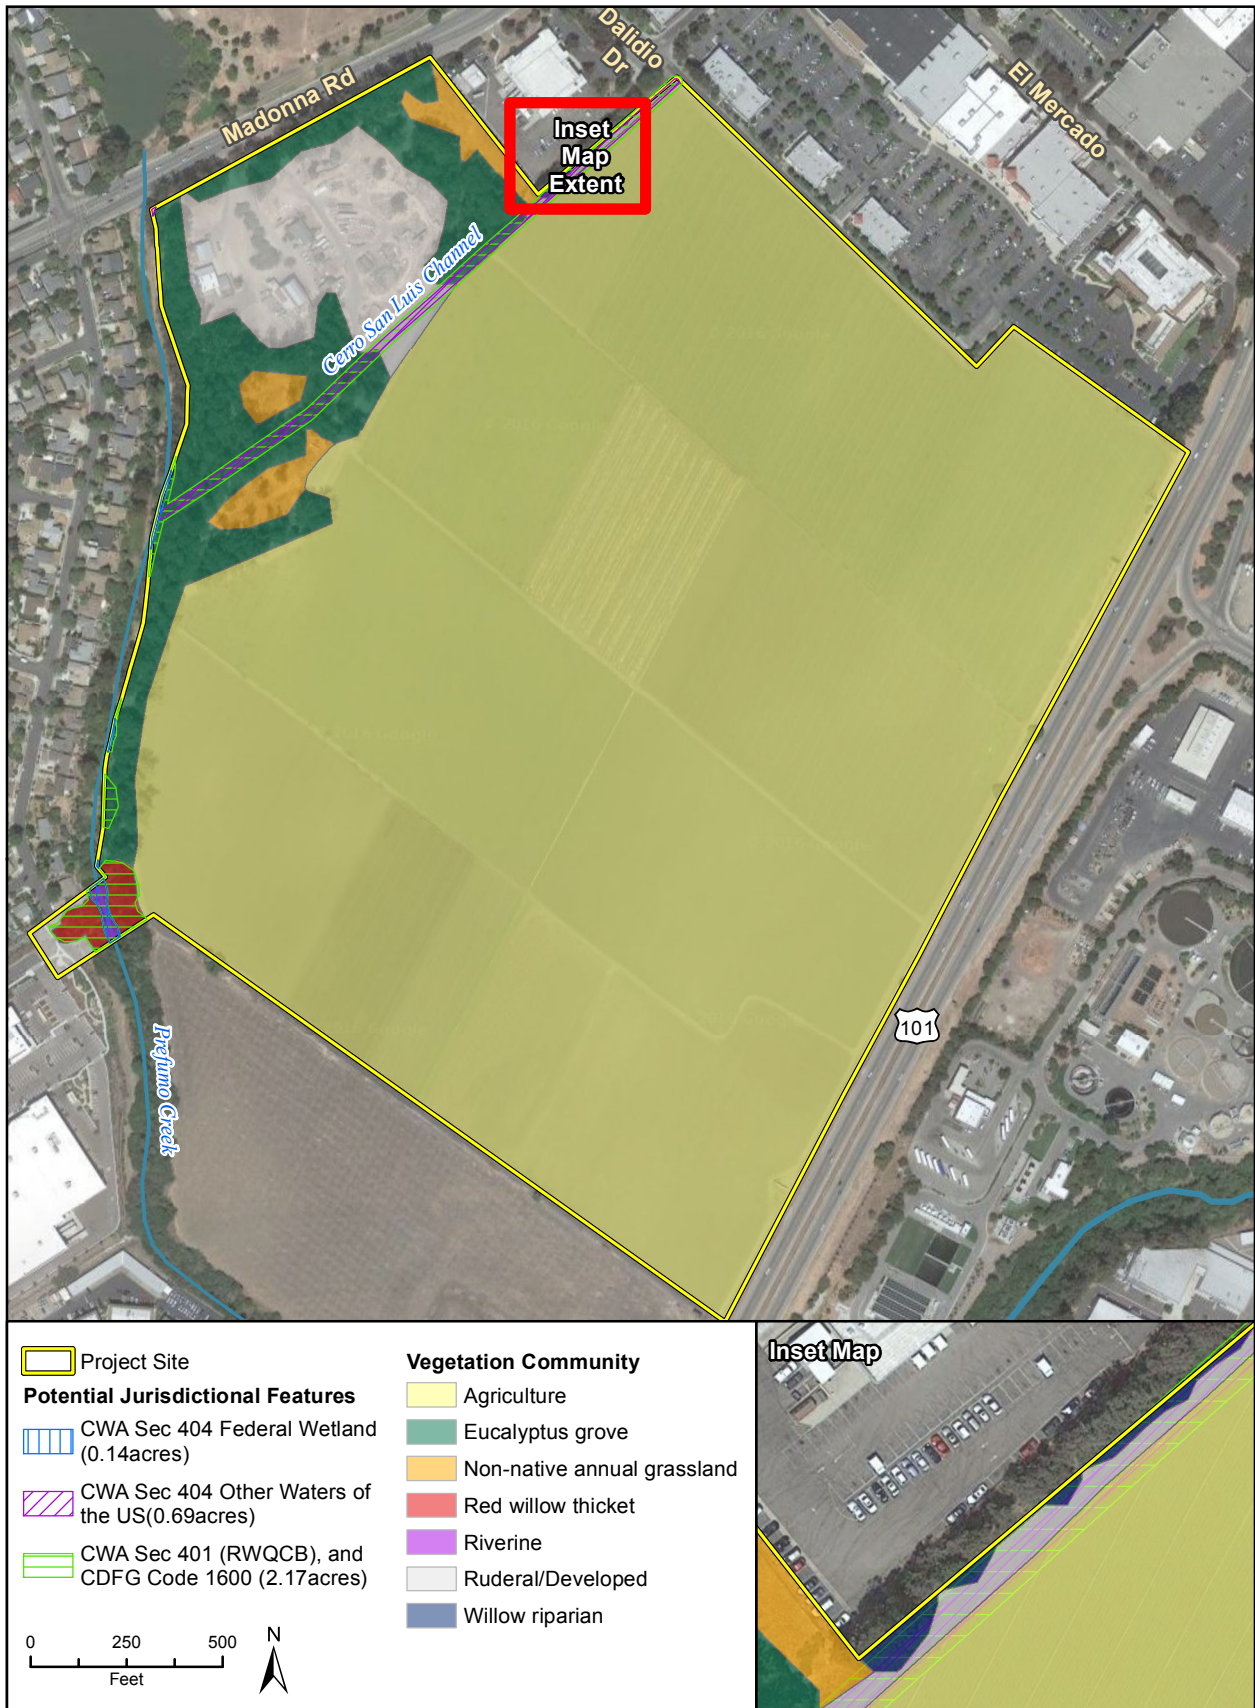 Madonna Rd
Dalidio
Dr
El Mercado
Inset
Map
Extent
Cerro San Luis Channel
101
Prefumo Creek
Project Site
Potential Jurisdictional Features
CWA Sec 404 Federal Wetland
(0.14acres)
CWA Sec 404 Other Waters of
the US(0.69acres)
CWA Sec 401 (RWQCB), and
CDFG Code 1600 (2.17acres)
0 250 500
Feet
N
Vegetation Community
Agriculture
Eucalyptus grove
Non-native annual grassland
Red willow thicket
Riverine
Ruderal/Developed
Willow riparian
Inset Map